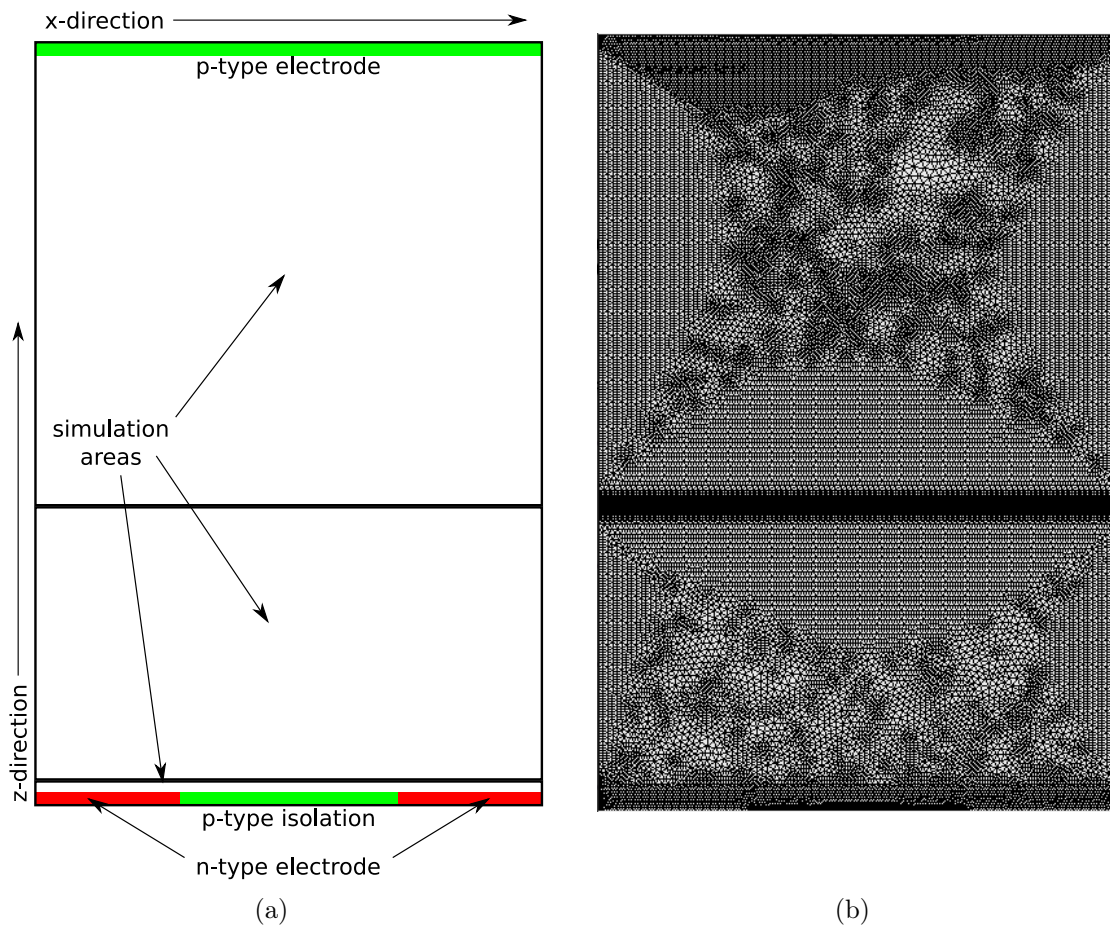 x-direction
p-type electrode
simulation
areas
z-direction
p-type isolation
n-type electrode
(a)
(b)